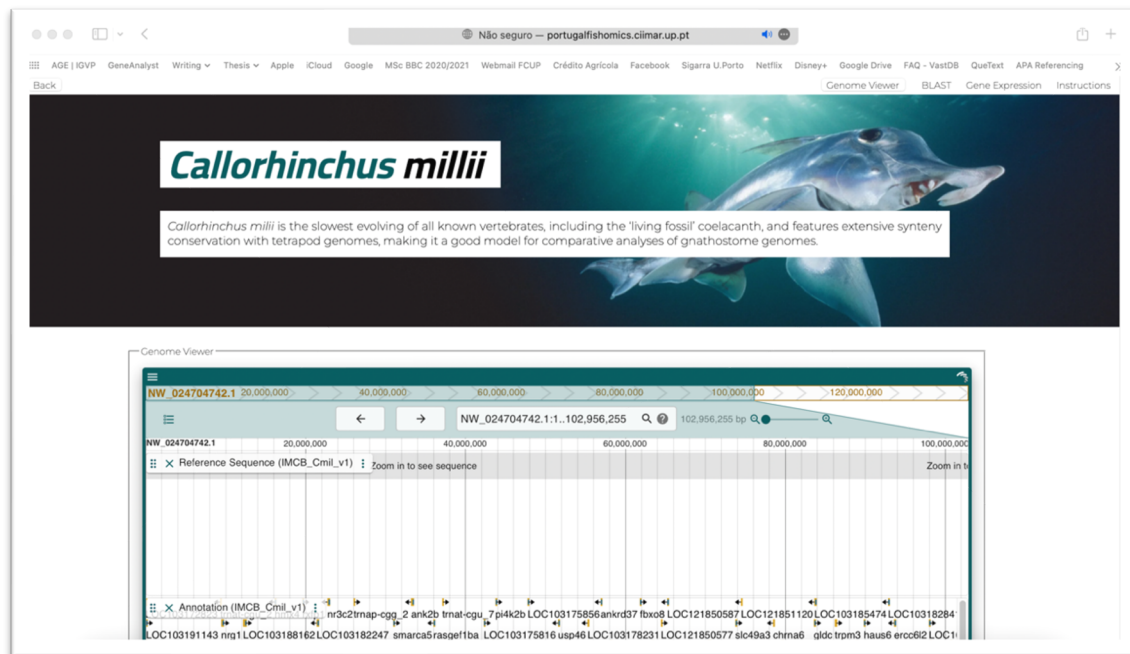 Não seguro — portugalfishomics.ciimar.up.pt
AGE | IGVP GeneAnalyst Writing Thesis Apple iCloud Google MSc BBC 2020/2021 Webmail FCUP Crédito Agrícola Facebook Sigarra U.Porto Netflix Disney+ Google Drive FAQ - VastDB QueText APA Referencing
Back Genome Viewer BLAST Gene Expression Instructions
Callorhinchus millii
Callorhinchus milii is the slowest evolving of all known vertebrates, including the 'living fossil' coelacanth, and features extensive synteny
conservation with tetrapod genomes, making it a good model for comparative analyses of gnathostome genomes.
Genome Viewer
NW_024704742.1 20,000,000 40,000,000 60,000,000 80,000,000 100,000,000 120,000,000
NW_024704742.1:1..102,956,255 102,956,255 bp
NW_024704742.1 20,000,000 40,000,000 60,000,000 80,000,000 100,000,000
Reference Sequence (IMCB_Cmil_v1) Zoom in to see sequence Zoom in t
Annotation (IMCB_Cmil_v1) nr3c2 trnap-cgg_2 ank2b trnat-cgu_7 pi4k2b LOC103175856 ankrd37 fbxo8 LOC121850587 LOC121851120 LOC103185474 LOC10318284
LOC103191143 nrg1 LOC103188162 LOC103182247 smarca5 rasgef1ba LOC103175816 usp46 LOC103178231 LOC121850577 slc49a3 chrna6 gldc trpm3 haus6 ercc6l2 LOC1